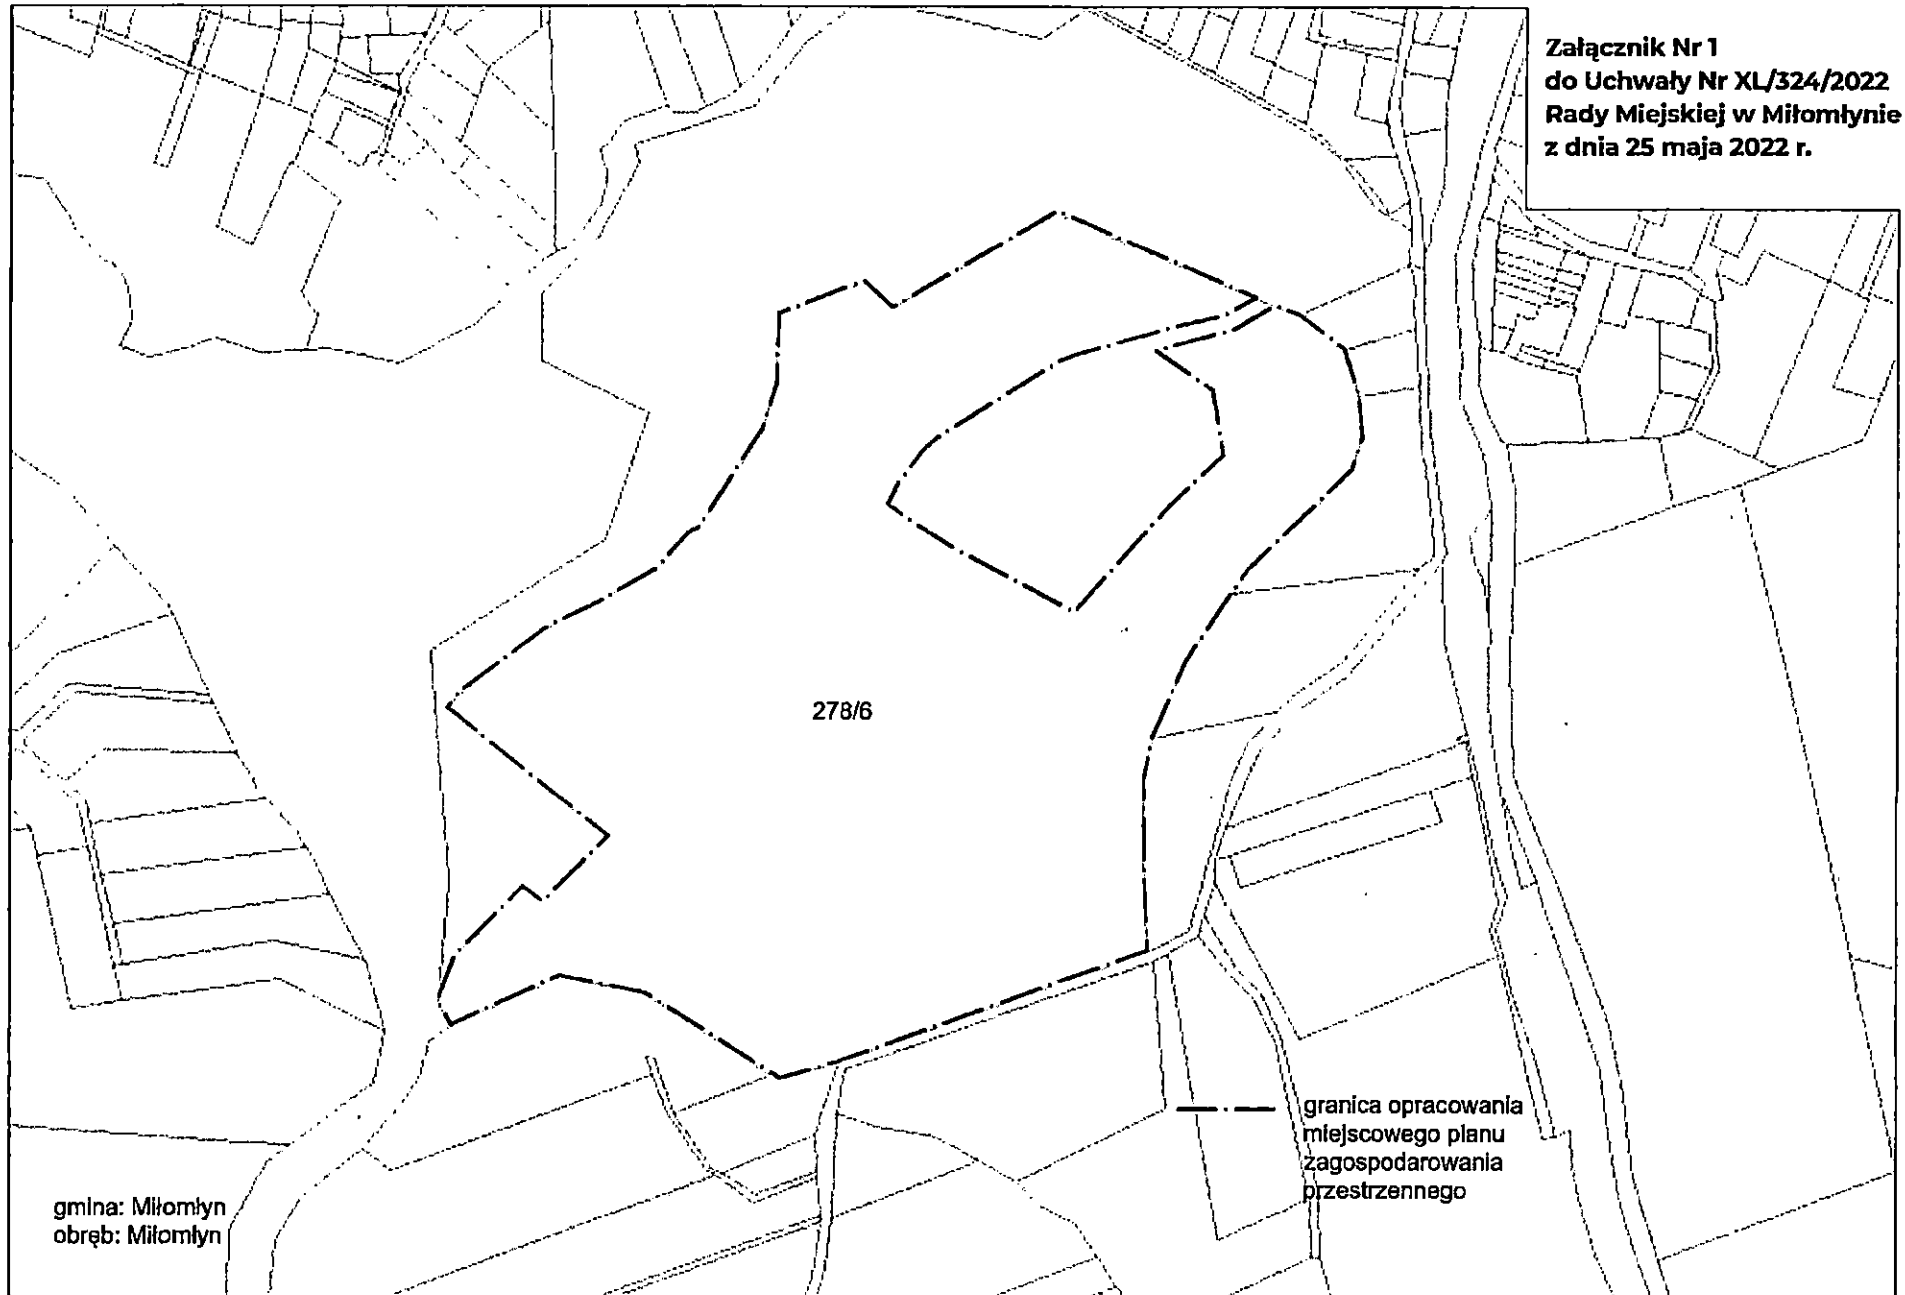 Załącznik Nr 1
do Uchwały Nr XL/324/2022
Rady Miejskiej w Miłomłynie
z dnia 25 maja 2022 r.
278/6
granica opracowania
miejscowego planu
zagospodarowania
przestrzennego
gmina: Miłomłyn
obręb: Miłomłyn